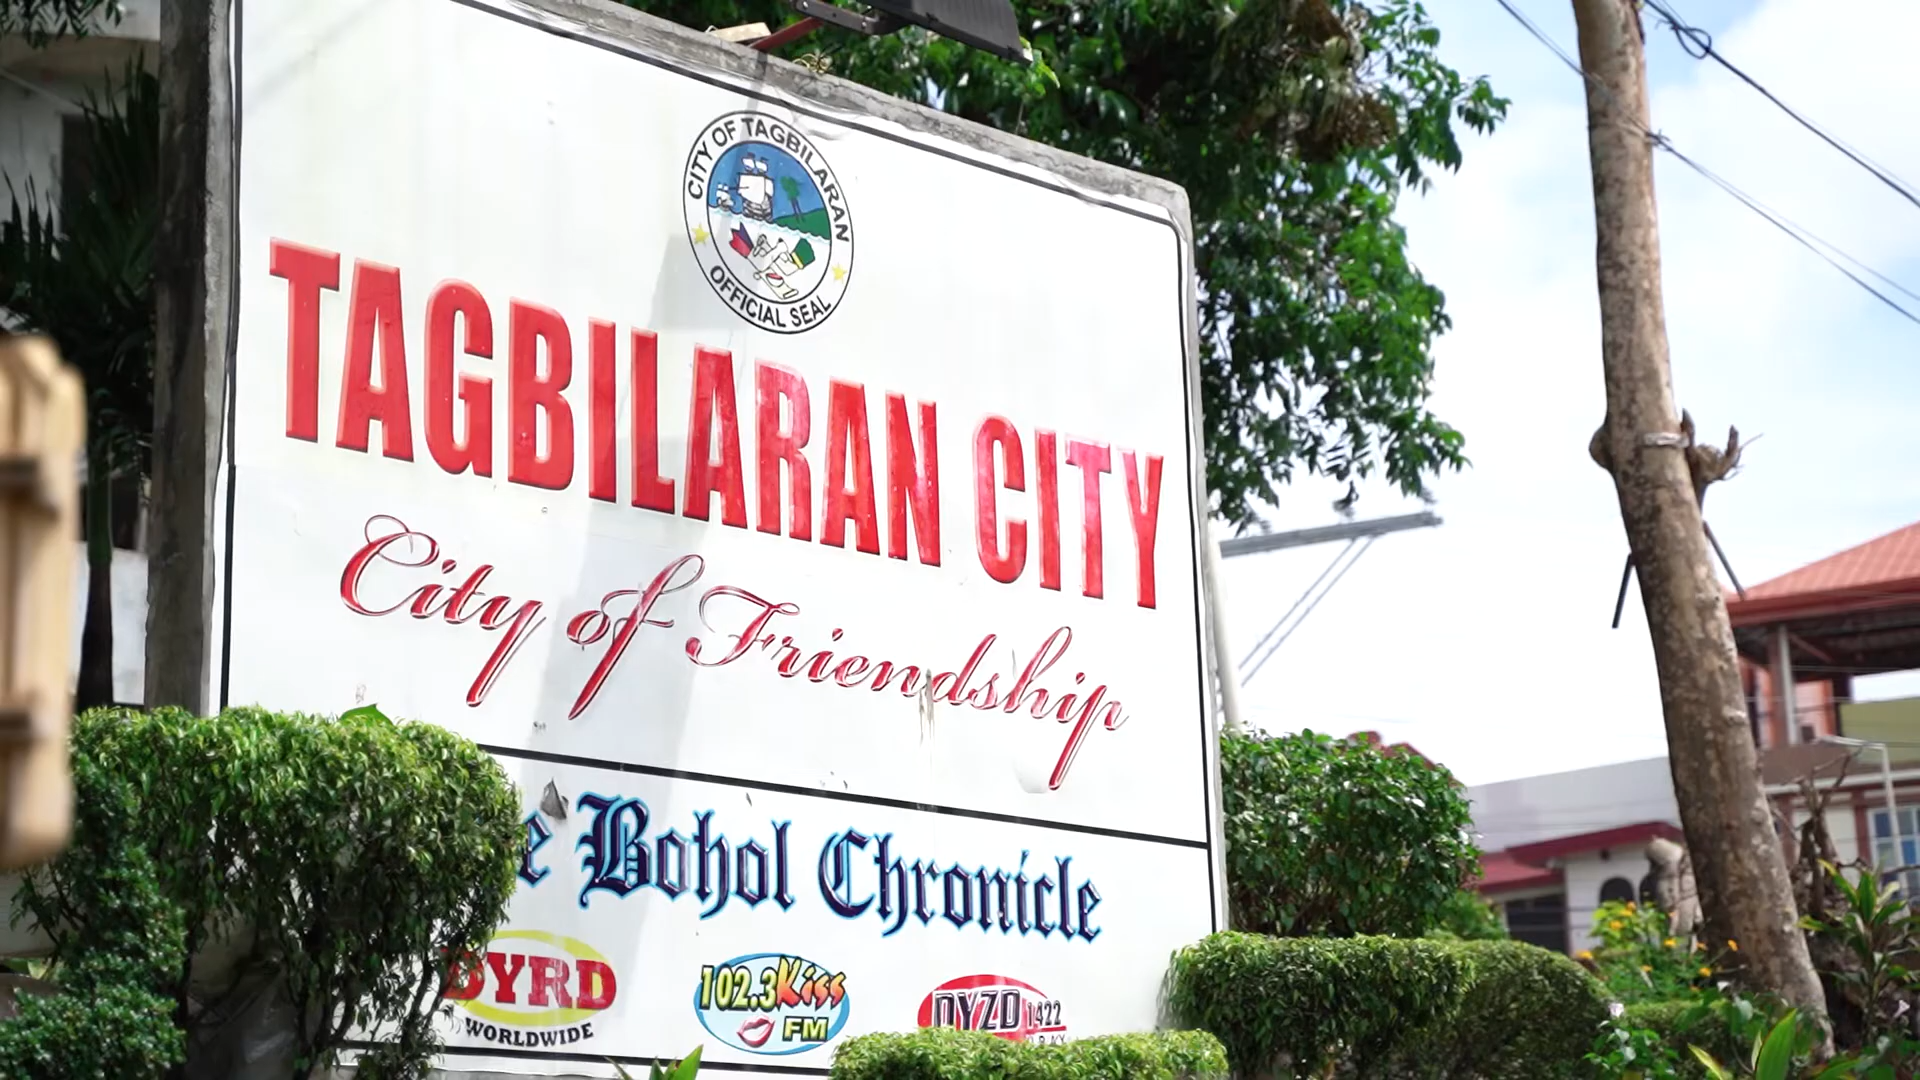 CITY OF TAGBILARAN
OFFICIAL SEAL
TAGBILARAN CITY
City of Friendship
e Bohol Chronicle
DYRD
WORLDWIDE
102.3 Kiss
FM
DYZD 1422